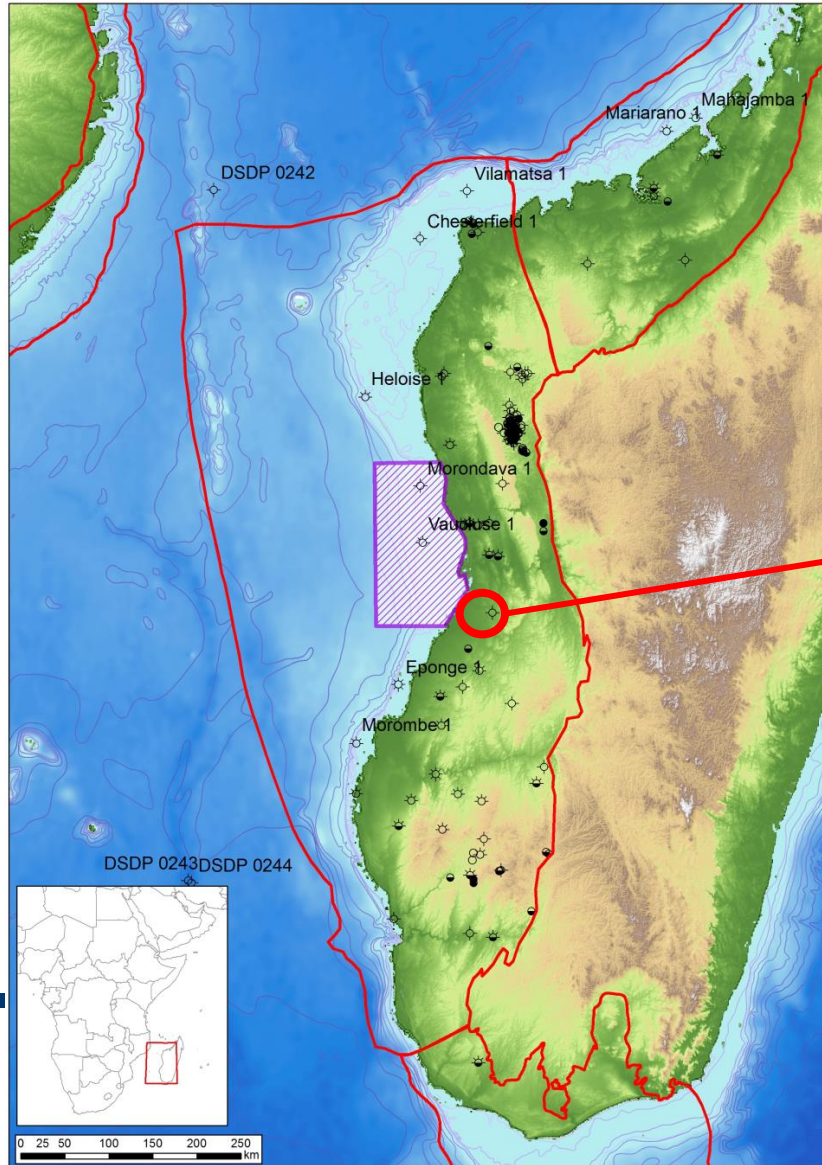 Mahajamba 1
Mariarano 1
DSDP 0242
Vilamatsa 1
Chesterfield 1
Heloise 1
Morondava 1
Vaucluse 1
Eponge 1
Morombe 1
DSDP 0243
DSDP 0244
0 25 50 100 150 200 250
km